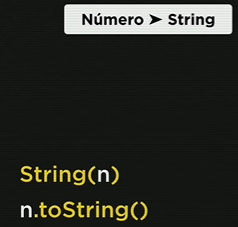 Número ➤ String
String(n)
n.toString()